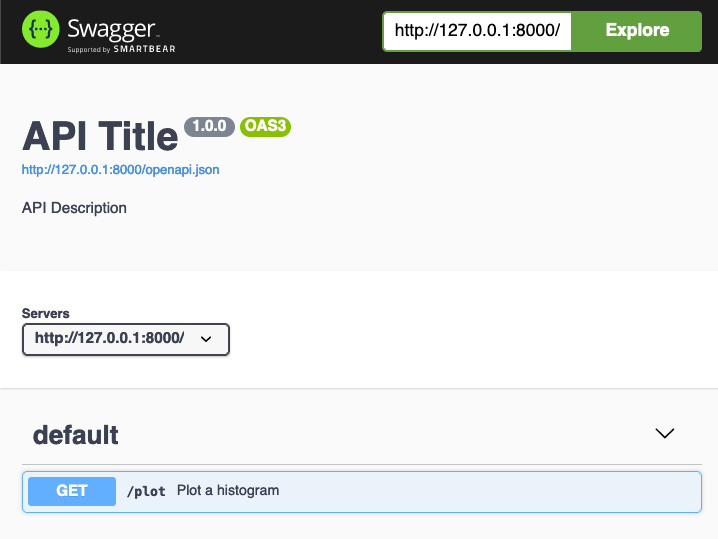 Swagger
Supported by SMARTBEAR
http://127.0.0.1:8000/
Explore
API Title 1.0.0 OAS3
http://127.0.0.1:8000/openapi.json
API Description
Servers
http://127.0.0.1:8000/
default
GET /plot Plot a histogram